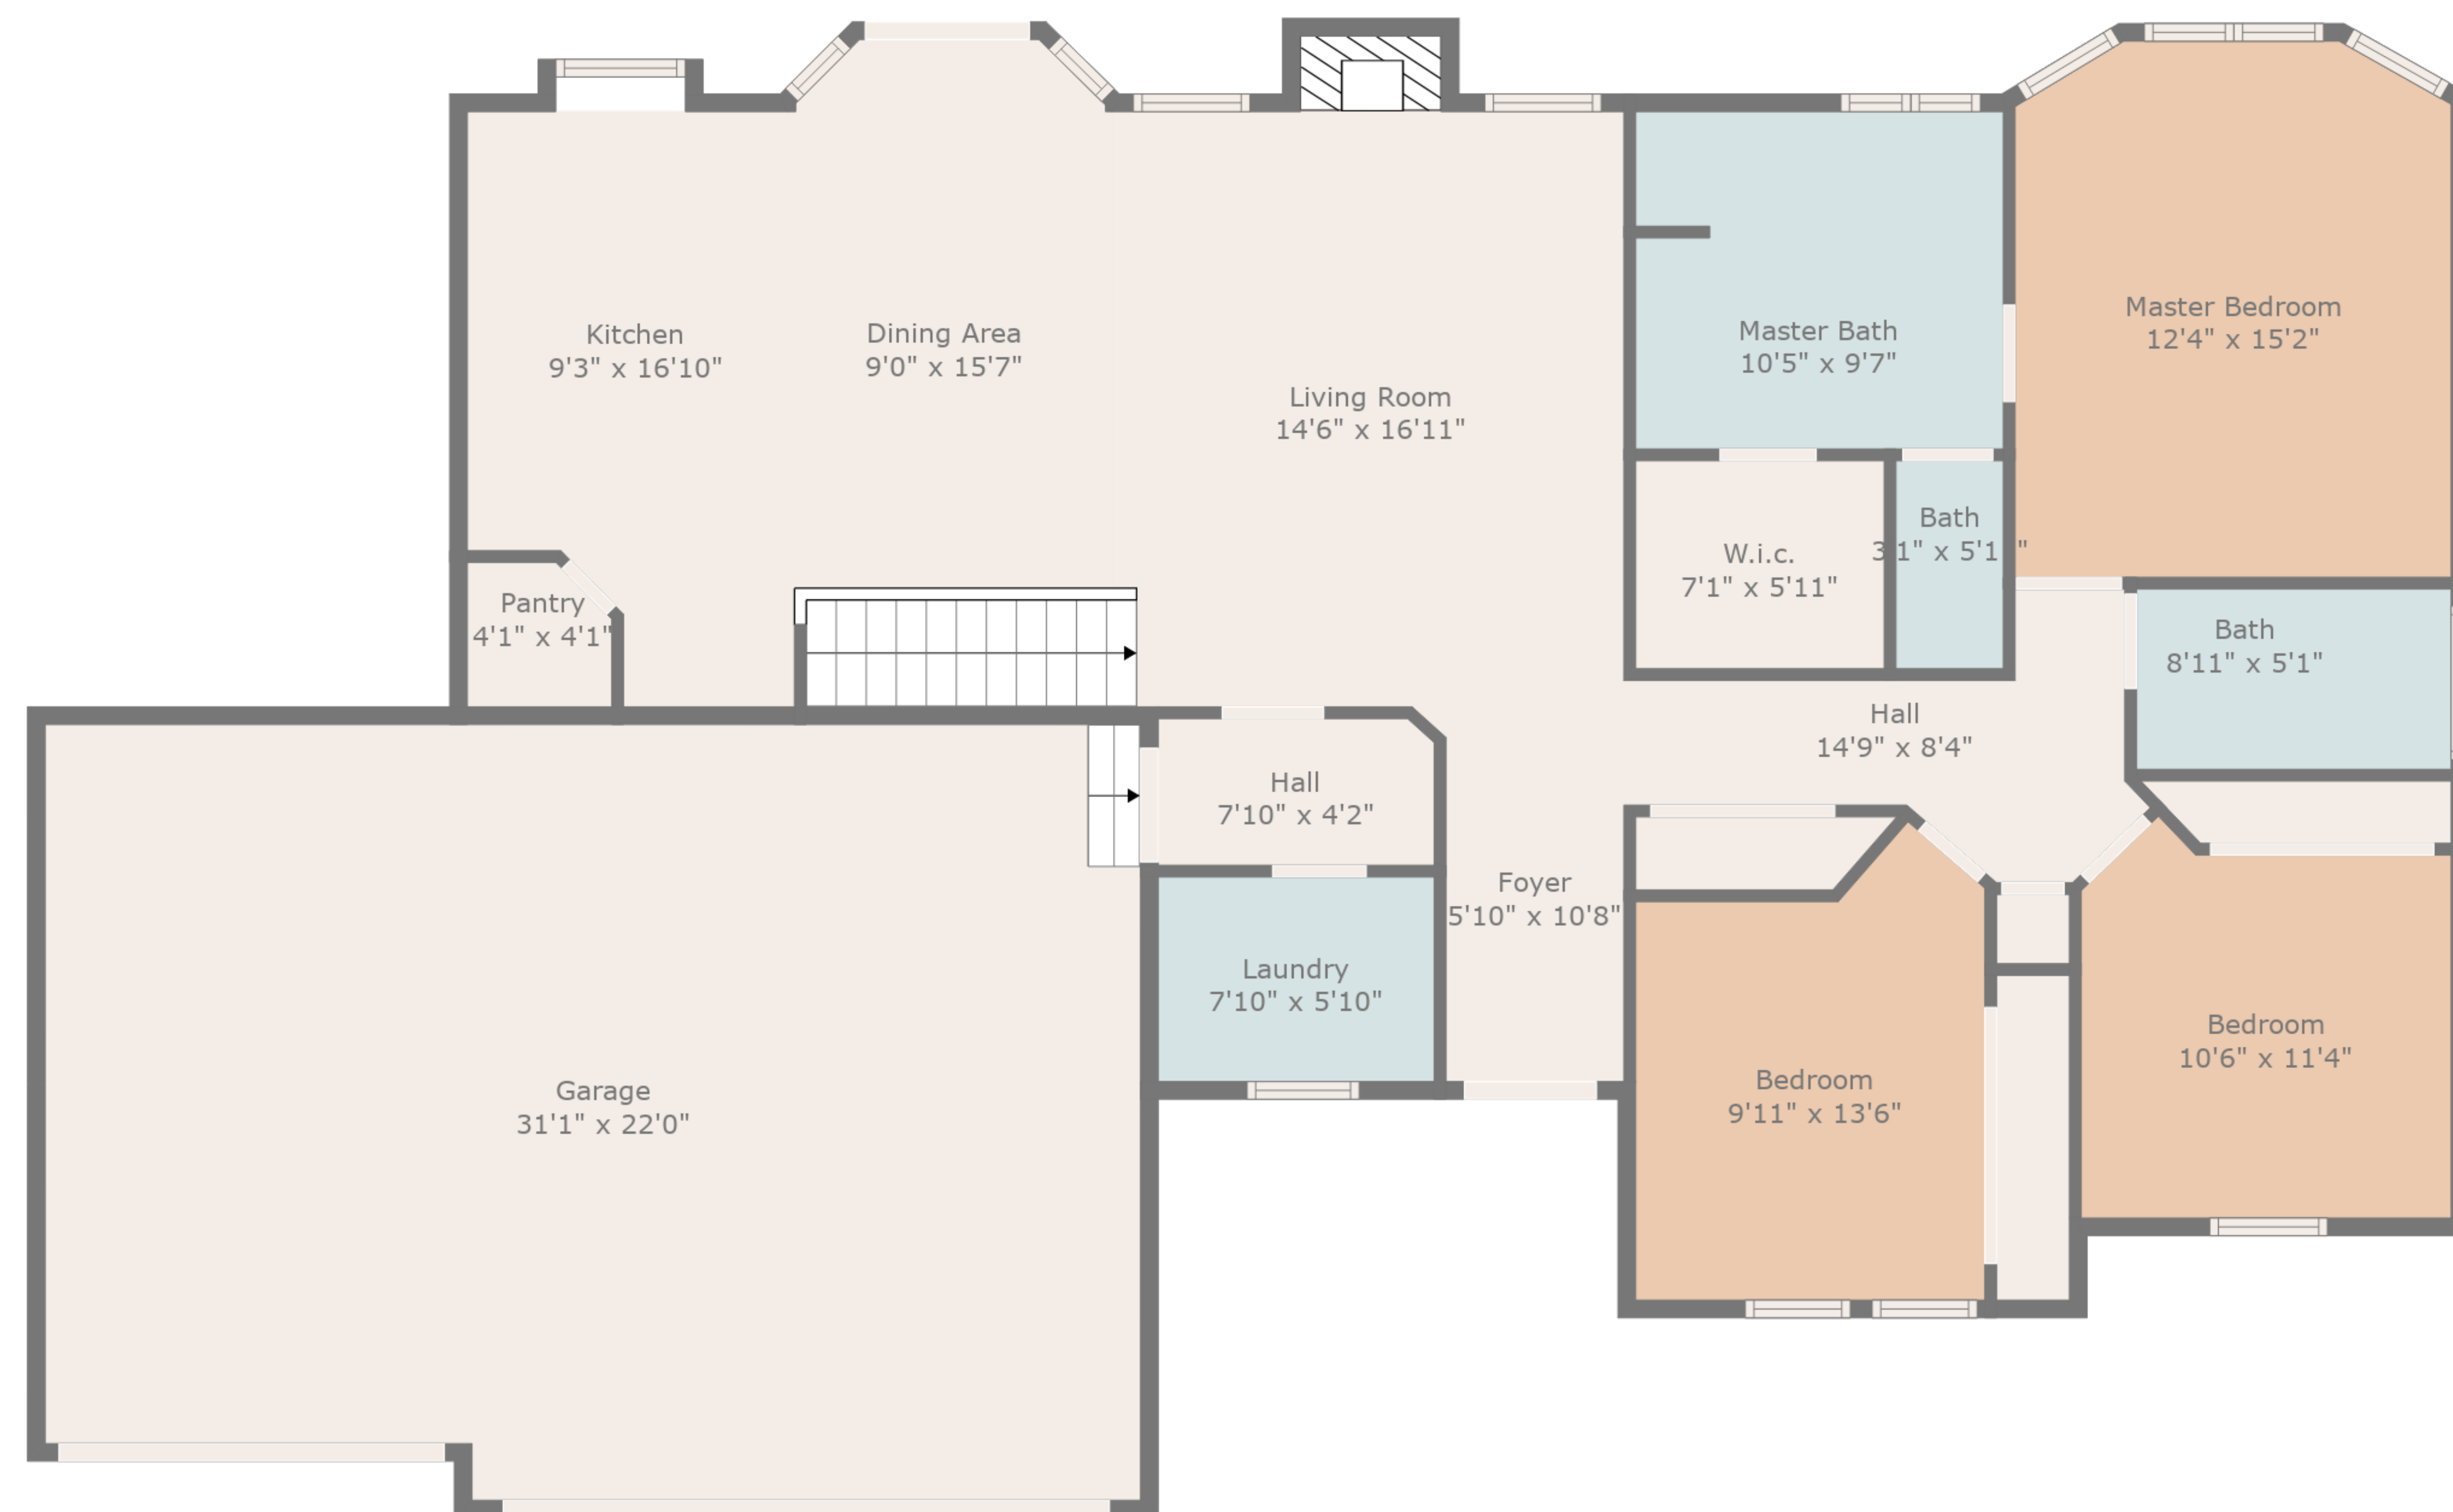 Kitchen
9'3" x 16'10"
Dining Area
9'0" x 15'7"
Living Room
14'6" x 16'11"
Master Bath
10'5" x 9'7"
Master Bedroom
12'4" x 15'2"
W.i.c.
7'1" x 5'11"
Bath
Pantry
4'1" x 4'1"
Bath
8'11" x 5'1"
Hall
14'9" x 8'4"
Hall
7'10" x 4'2"
Foyer
5'10" x 10'8"
Laundry
7'10" x 5'10"
Garage
31'1" x 22'0"
Bedroom
9'11" x 13'6"
Bedroom
10'6" x 11'4"